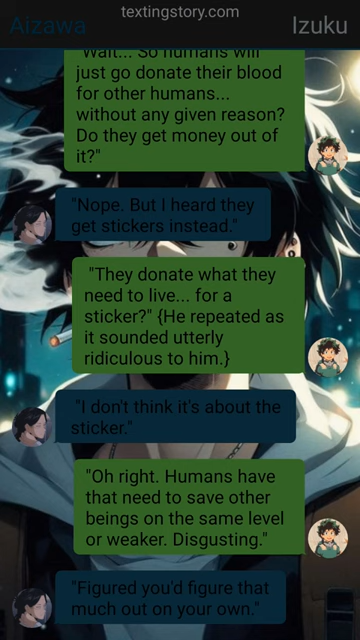 textingstory.com
Aizawa
Izuku
"Wait... So humans will
just go donate their blood
for other humans...
without any given reason?
Do they get money out of
it?"
"Nope. But I heard they
get stickers instead."
"They donate what they
need to live... for a
sticker?" {He repeated as
it sounded utterly
ridiculous to him.}
"I don't think it's about the
sticker."
"Oh right. Humans have
that need to save other
beings on the same level
or weaker. Disgusting."
"Figured you'd figure that
much out on your own."